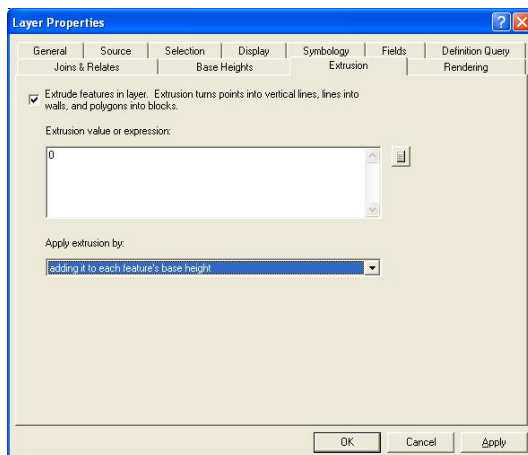 Layer Properties
General Source Selection Display Symbology Fields Definition Query
Joins & Relates Base Heights Extrusion Rendering
Extrude features in layer. Extrusion turns points into vertical lines, lines into
walls, and polygons into blocks.
Extrusion value or expression:
0
Apply extrusion by:
adding it to each feature's base height
OK Cancel Apply